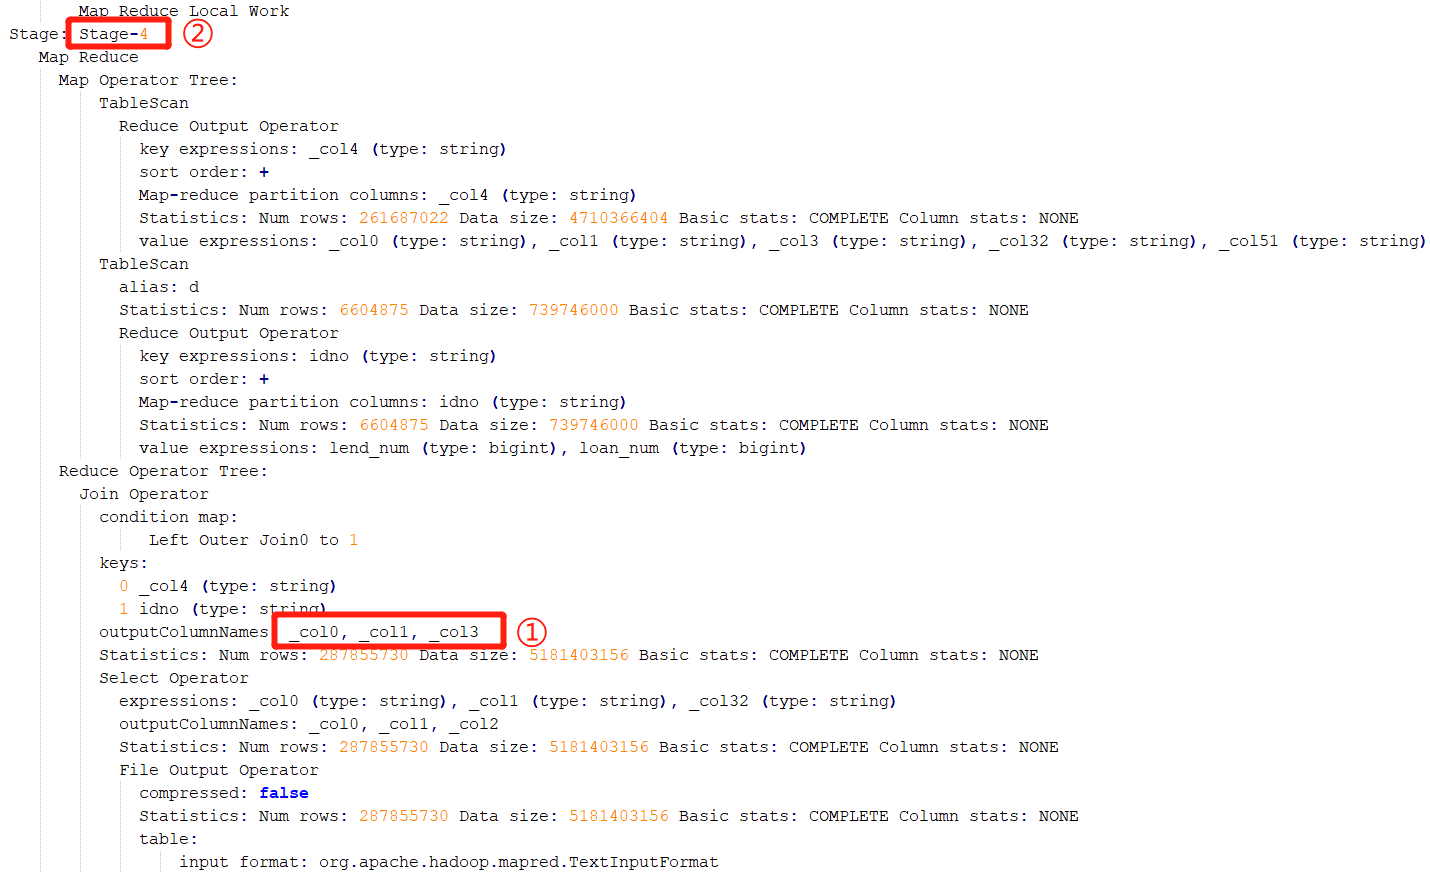 Map Reduce Local Work
Stage: Stage-4 ②
Map Reduce
Map Operator Tree:
TableScan
Reduce Output Operator
key expressions: _col4 (type: string)
sort order: +
Map-reduce partition columns: _col4 (type: string)
Statistics: Num rows: 261687022 Data size: 4710366404 Basic stats: COMPLETE Column stats: NONE
value expressions: _col0 (type: string), _col1 (type: string), _col3 (type: string), _col32 (type: string), _col51 (type: string)
TableScan
alias: d
Statistics: Num rows: 6604875 Data size: 739746000 Basic stats: COMPLETE Column stats: NONE
Reduce Output Operator
key expressions: idno (type: string)
sort order: +
Map-reduce partition columns: idno (type: string)
Statistics: Num rows: 6604875 Data size: 739746000 Basic stats: COMPLETE Column stats: NONE
value expressions: lend_num (type: bigint), loan_num (type: bigint)
Reduce Operator Tree:
Join Operator
condition map:
Left Outer Join0 to 1
keys:
0 _col4 (type: string)
1 idno (type: string)
outputColumnNames _col0, _col1, _col3 ①
Statistics: Num rows: 287855730 Data size: 5181403156 Basic stats: COMPLETE Column stats: NONE
Select Operator
expressions: _col0 (type: string), _col1 (type: string), _col32 (type: string)
outputColumnNames: _col0, _col1, _col2
Statistics: Num rows: 287855730 Data size: 5181403156 Basic stats: COMPLETE Column stats: NONE
File Output Operator
compressed: false
Statistics: Num rows: 287855730 Data size: 5181403156 Basic stats: COMPLETE Column stats: NONE
table:
input format: org.apache.hadoop.mapred.TextInputFormat